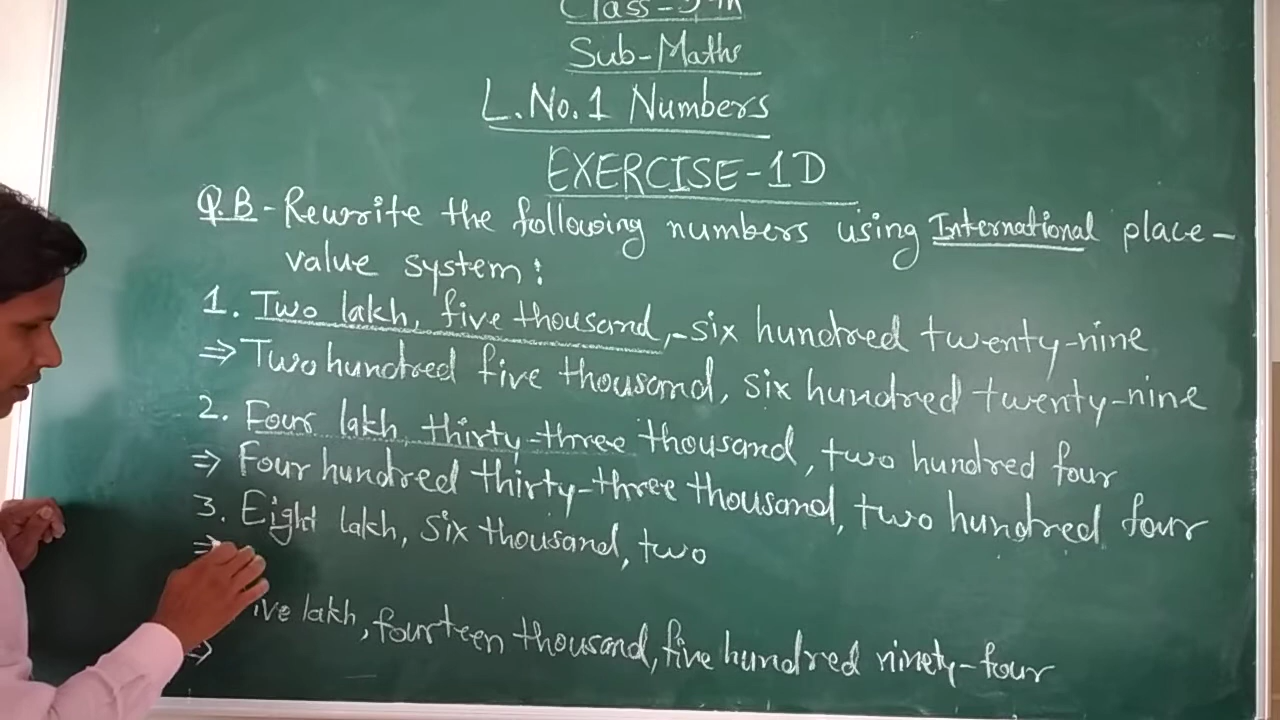 Class-5
Sub-Maths
L.No.1 Numbers
EXERCISE-1D
Q.B-Rewrite the following numbers using International place-
value system:
1. Two lakh, five thousand,-six hundred twenty-nine
⇒ Two hundred five thousand, six hundred twenty-nine
2. Four lakh, thirty-three thousand, two hundred four
⇒ Four hundred thirty-three thousand, two hundred four
3. Eight lakh, six thousand, two
⇒
lakh, fourteen thousand, five hundred ninety-four
⇒